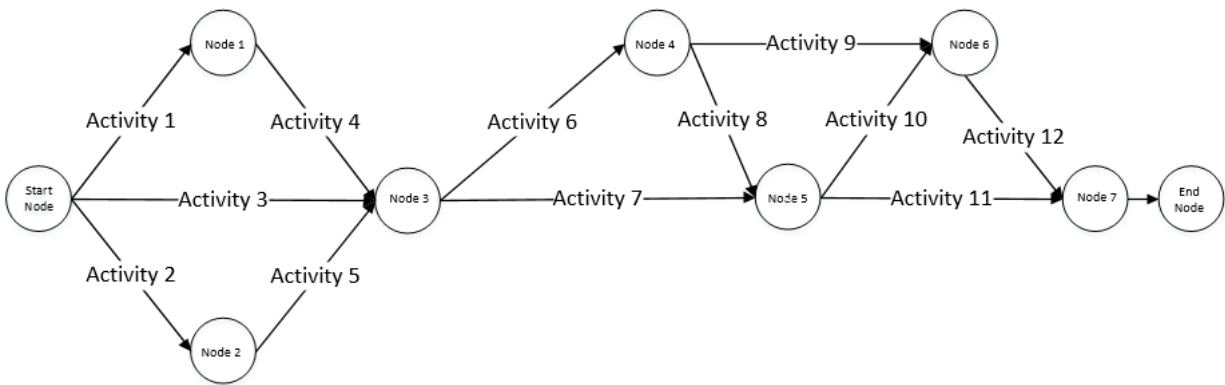 Node 1
Node 4
Activity 9
Node 6
Activity 1
Activity 4
Activity 6
Activity 8
Activity 10
Activity 12
Start
Node
Activity 3
Node 3
Activity 7
Node 5
Activity 11
Node 7
End
Node
Activity 2
Activity 5
Node 2